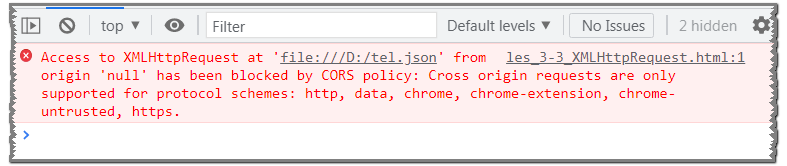 top ▼ Filter Default levels ▼ No Issues 2 hidden
Access to XMLHttpRequest at 'file:///D:/tel.json' from les_3-3_XMLHttpRequest.html:1
origin 'null' has been blocked by CORS policy: Cross origin requests are only
supported for protocol schemes: http, data, chrome, chrome-extension, chrome-
untrusted, https.